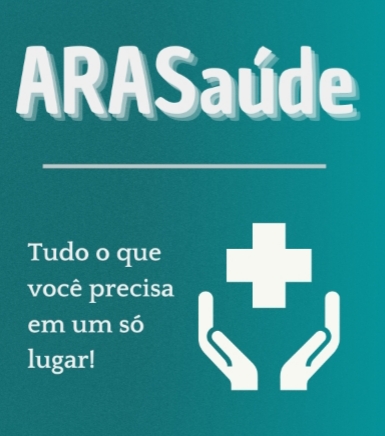 ARASaúde
Tudo o que
você precisa
em um só
lugar!